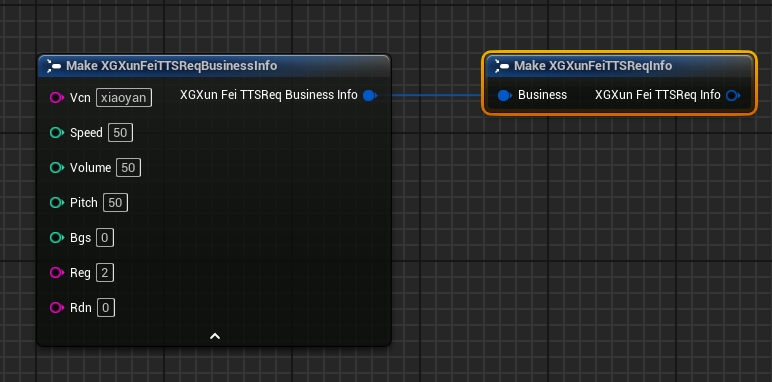 Make XGXunFeiTTSReqBusinessInfo
Vcn xiaoyan XGXun Fei TTSReq Business Info
Speed 50
Volume 50
Pitch 50
Bgs 0
Reg 2
Rdn 0
Make XGXunFeiTTSReqInfo
Business XGXun Fei TTSReq Info